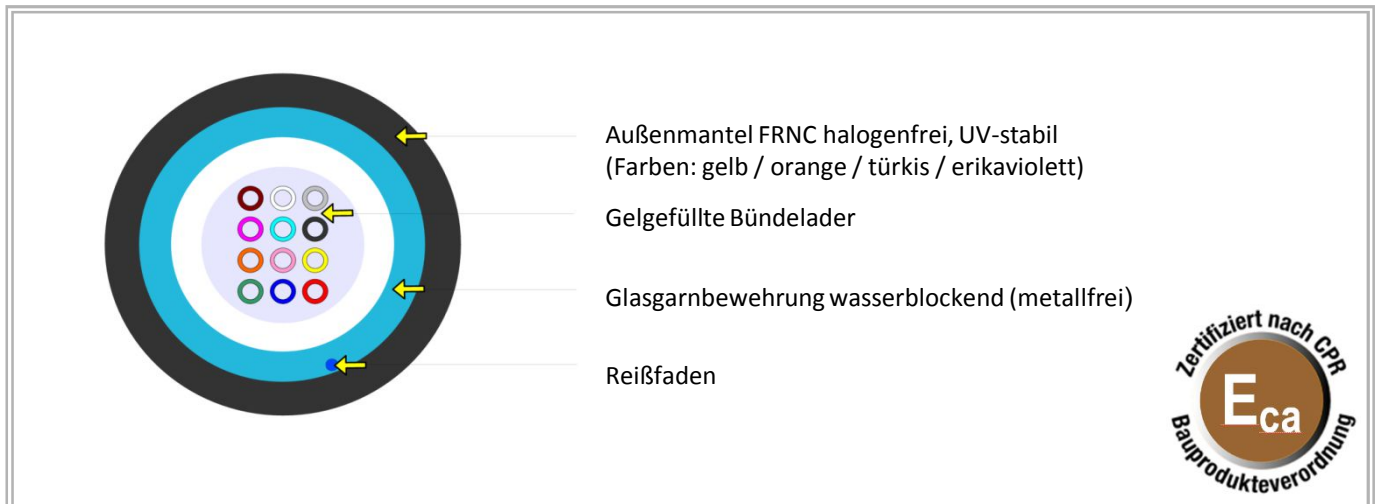 Außenmantel FRNC halogenfrei, UV-stabil
(Farben: gelb / orange / türkis / erikaviolett)
Gelgefüllte Bündelader
Glasgarnbewehrung wasserblockend (metallfrei)
Reißfaden
Zertifiziert nach CPR
Eca
Bauprodukteverordnung